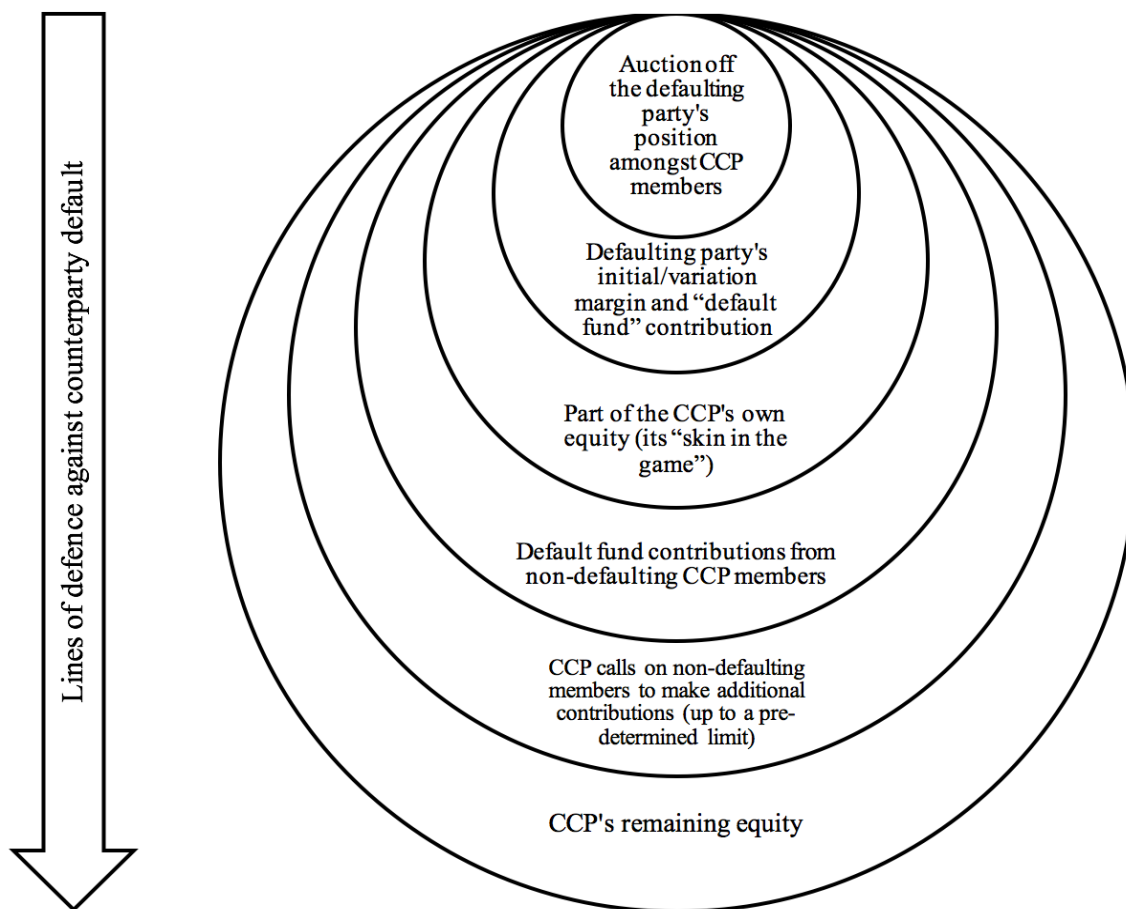 Lines of defence against counterparty default
Auction off
the defaulting
party's
position
amongst CCP
members
Defaulting party's
initial/variation
margin and “default
fund” contribution
Part of the CCP's own
equity (its “skin in the
game”)
Default fund contributions from
non-defaulting CCP members
CCP calls on non-defaulting
members to make additional
contributions (up to a pre-
determined limit)
CCP's remaining equity